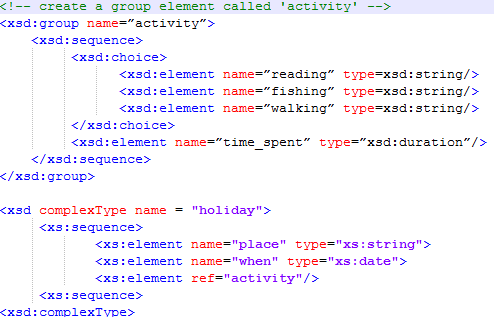 <!-- create a group element called 'activity' -->
<xsd:group name=”activity”>
<xsd:sequence>
<xsd:choice>
<xsd:element name=”reading” type=xsd:string/>
<xsd:element name=”fishing” type=xsd:string/>
<xsd:element name=”walking” type=xsd:string/>
</xsd:choice>
<xsd:element name=”time_spent” type=”xsd:duration”/>
</xsd:sequence>
</xsd:group>
<xsd complexType name = "holiday">
<xs:sequence>
<xs:element name="place" type="xs:string">
<xs:element name="when" type="xs:date">
<xs:element ref="activity"/>
<xs:sequence>
<xsd:complexType>